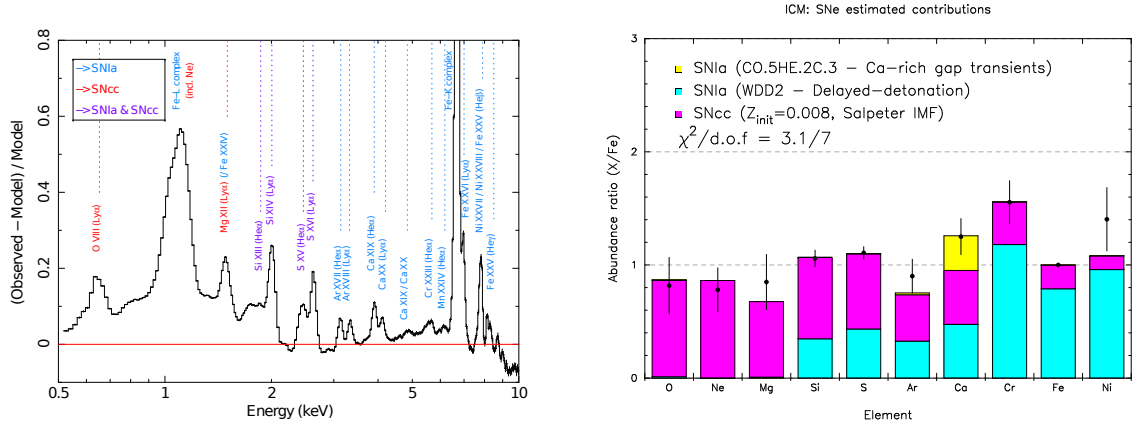 (Observed − Model) / Model
0.8
0.6
0.4
0.2
0
→SNIa
→SNcc
→SNIa & SNcc
O VIII (Lyα)
Fe−L complex
(incl. Ne)
Mg XII (Lyα) (/ Fe XXIV)
Si XIII (Heα)
Si XIV (Lyα)
S XV (Heα)
S XVI (Lyα)
Ar XVII (Heα)
Ar XVIII (Lyα)
Ca XIX (Heα)
Ca XX (Lyα)
Ca XIX / Ca XX
Cr XXIII (Heα)
Mn XXIV (Heα)
Fe−K complex
Fe XXVI (Lyα)
Ni XXVII / Ni XXVIII / Fe XXV (Heβ)
Fe XXV (Heγ)
0.5
1
2
5
10
Energy (keV)
ICM: SNe estimated contributions
Abundance ratio (X/Fe)
3
2
1
0
SNIa (CO.5HE.2C.3 − Ca−rich gap transients)
SNIa (WDD2 − Delayed−detonation)
SNcc (Zinit=0.008, Salpeter IMF)
χ2/d.o.f = 3.1/7
O Ne Mg Si S Ar Ca Cr Fe Ni
Element